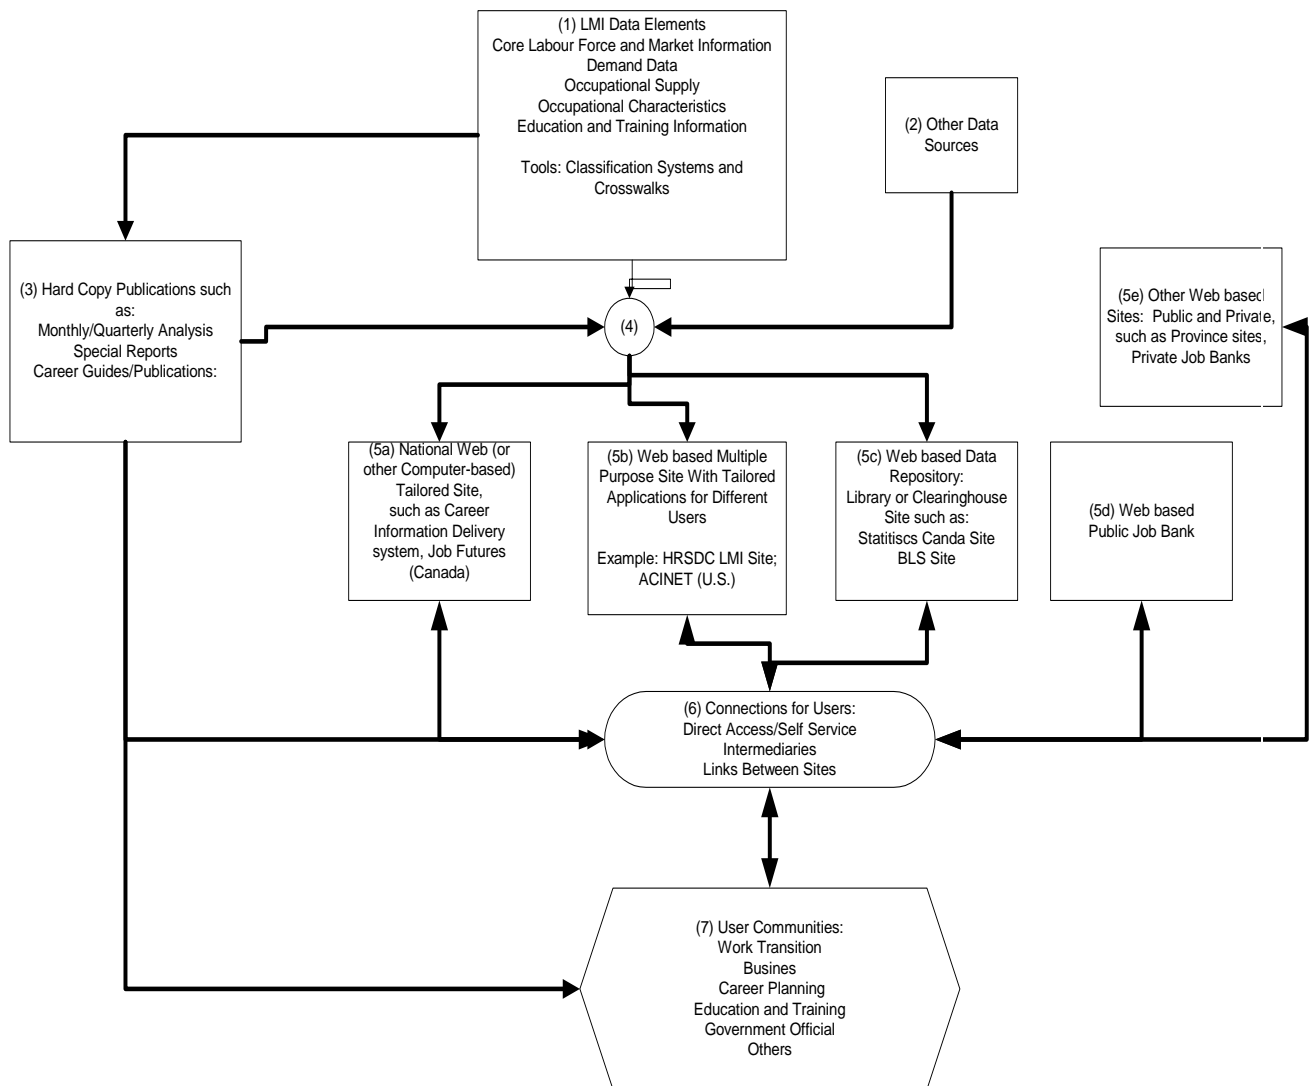 (1) LMI Data Elements
Core Labour Force and Market Information
Demand Data
Occupational Supply
Occupational Characteristics
Education and Training Information
Tools: Classification Systems and
Crosswalks
(2) Other Data
Sources
(3) Hard Copy Publications such
as:
Monthly/Quarterly Analysis
Special Reports
Career Guides/Publications:
(4)
(5e) Other Web based
Sites: Public and Private,
such as Province sites,
Private Job Banks
(5a) National Web (or
other Computer-based)
Tailored Site,
such as Career
Information Delivery
system, Job Futures
(Canada)
(5b) Web based Multiple
Purpose Site With Tailored
Applications for Different
Users
Example: HRSDC LMI Site;
ACINET (U.S.)
(5c) Web based Data
Repository:
Library or Clearinghouse
Site such as:
Statitiscs Canda Site
BLS Site
(5d) Web based
Public Job Bank
(6) Connections for Users:
Direct Access/Self Service
Intermediaries
Links Between Sites
(7) User Communities:
Work Transition
Busines
Career Planning
Education and Training
Government Official
Others